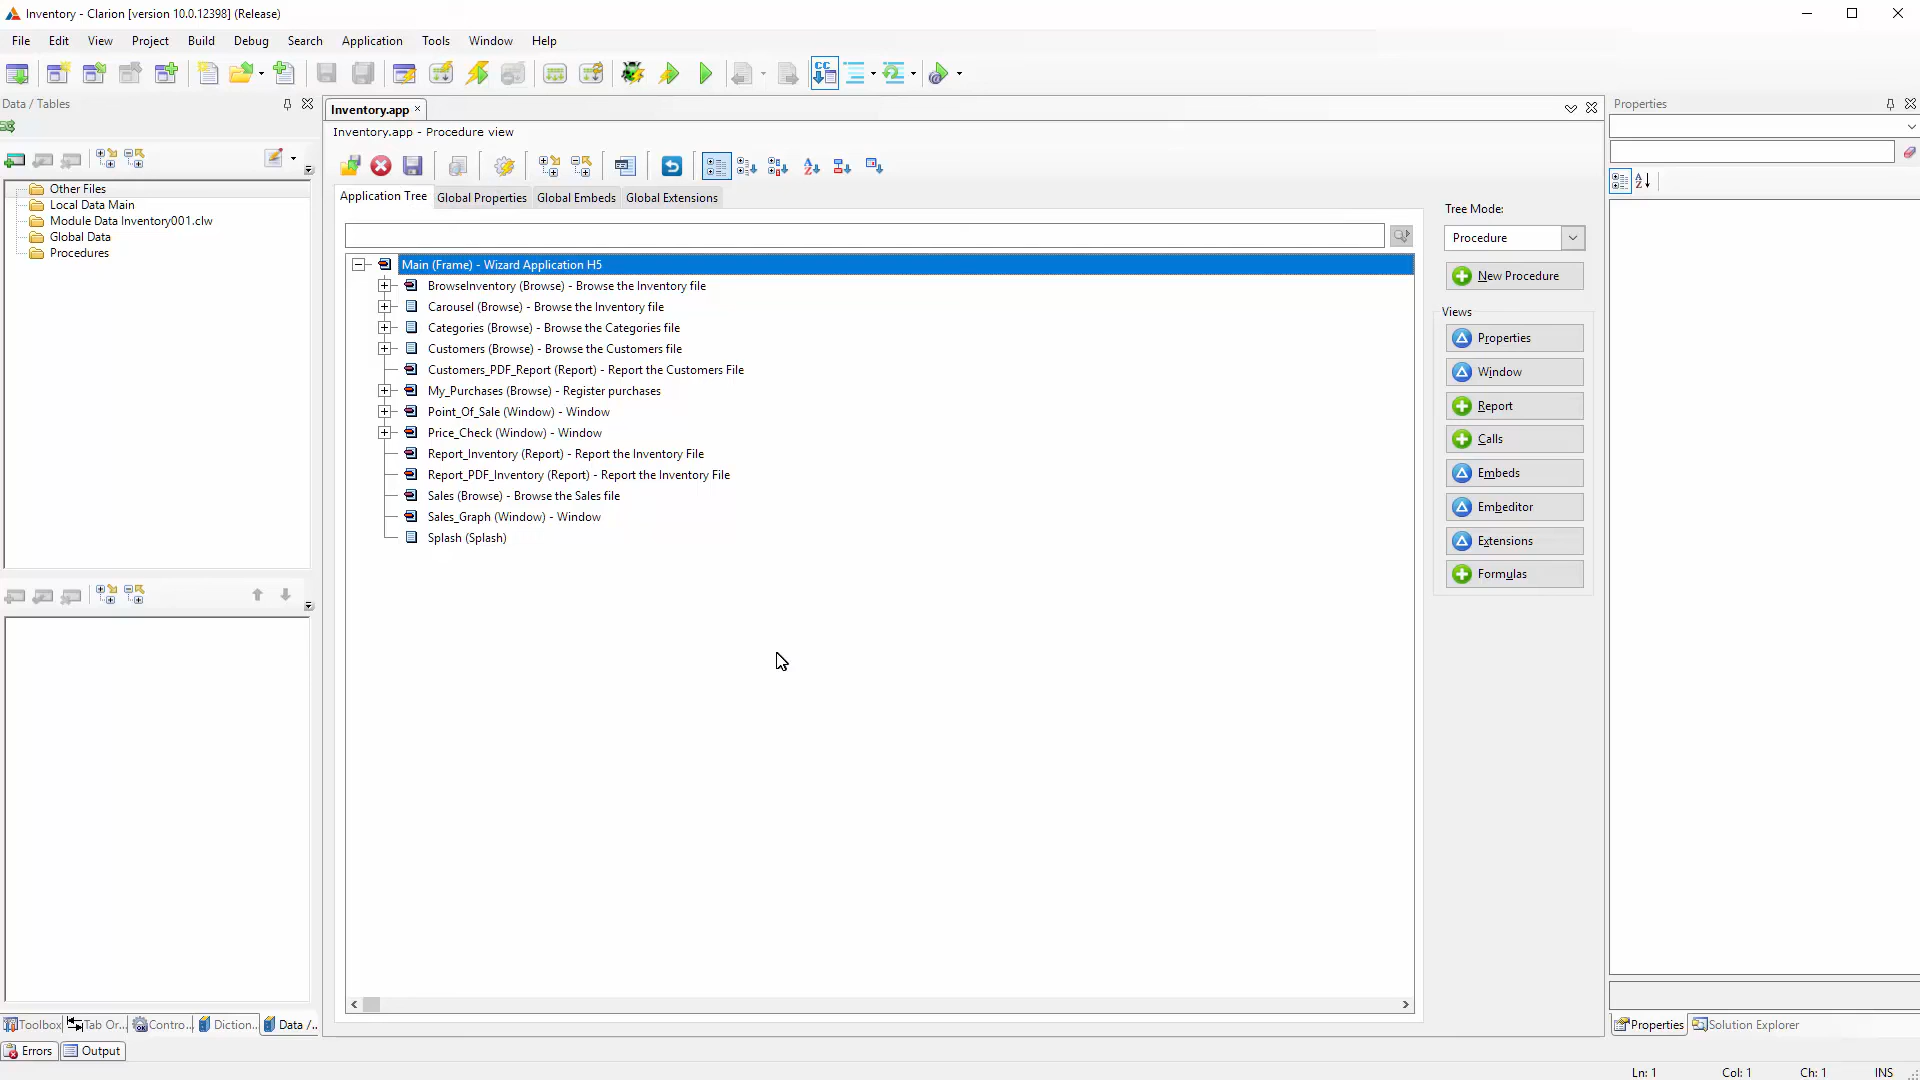 Inventory - Clarion [version 10.0.12398] (Release)
File Edit View Project Build Debug Search Application Tools Window Help
Data / Tables
Other Files
Local Data Main
Module Data Inventory001.clw
Global Data
Procedures
Toolbox Tab Or... Contro... Diction... Data /...
Errors Output
Inventory.app
Inventory.app - Procedure view
Application Tree Global Properties Global Embeds Global Extensions
Main (Frame) - Wizard Application H5
BrowseInventory (Browse) - Browse the Inventory file
Carousel (Browse) - Browse the Inventory file
Categories (Browse) - Browse the Categories file
Customers (Browse) - Browse the Customers file
Customers_PDF_Report (Report) - Report the Customers File
My_Purchases (Browse) - Register purchases
Point_Of_Sale (Window) - Window
Price_Check (Window) - Window
Report_Inventory (Report) - Report the Inventory File
Report_PDF_Inventory (Report) - Report the Inventory File
Sales (Browse) - Browse the Sales file
Sales_Graph (Window) - Window
Splash (Splash)
Tree Mode:
Procedure
New Procedure
Views
Properties
Window
Report
Calls
Embeds
Embeditor
Extensions
Formulas
Properties
Properties Solution Explorer
Ln: 1 Col: 1 Ch: 1 INS